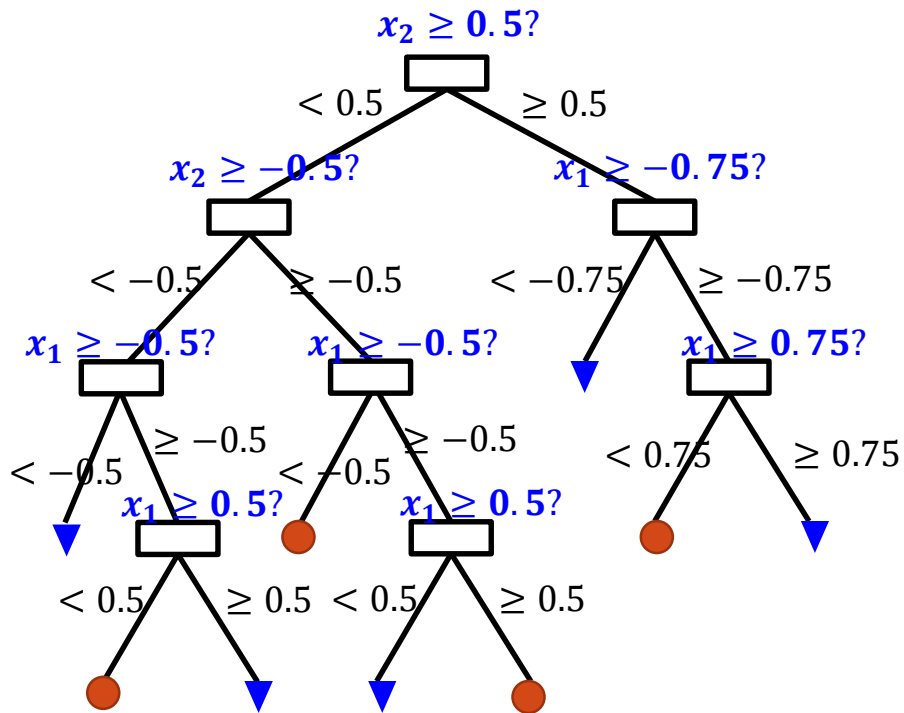 x₂ ≥ 0.5?
< 0.5 ≥ 0.5
x₂ ≥ −0.5? x₁ ≥ −0.75?
< −0.5 ≥ −0.5 < −0.75 ≥ −0.75
x₁ ≥ −0.5? x₁ ≥ −0.5? x₁ ≥ 0.75?
< −0.5 ≥ −0.5 < −0.5 ≥ −0.5 < 0.75 ≥ 0.75
x₁ ≥ 0.5? x₁ ≥ 0.5?
< 0.5 ≥ 0.5 < 0.5 ≥ 0.5